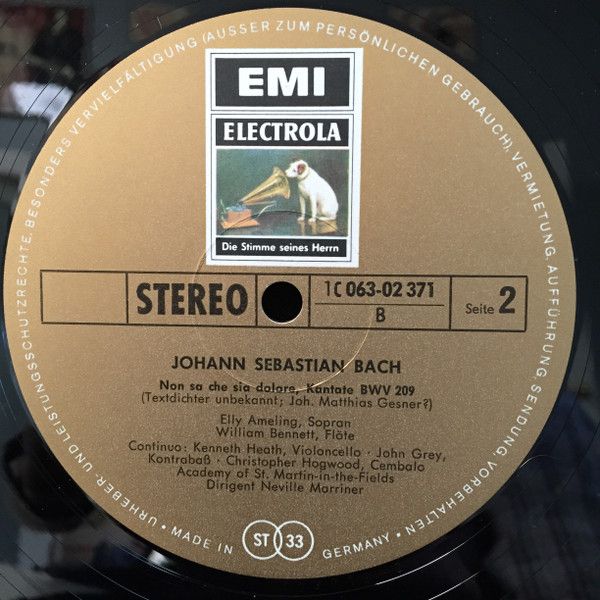 URHEBER- UND LEISTUNGSSCHUTZRECHTE, BESONDERS VERVIELFÄLTIGUNG (AUSSER ZUM PERSÖNLICHEN GEBRAUCH), VERMIETUNG, AUFFÜHRUNG, SENDUNG, VORBEHALTEN
EMI
ELECTROLA
Die Stimme seines Herrn
STEREO
1C 063-02 371
B
Seite 2
JOHANN SEBASTIAN BACH
Non sa che sia dolore, Kantate BWV 209
(Textdichter unbekannt; Joh. Matthias Gesner?)
Elly Ameling, Sopran
William Bennett, Flöte
Continuo: Kenneth Heath, Violoncello · John Grey,
Kontrabaß · Christopher Hogwood, Cembalo
Academy of St. Martin-in-the-Fields
Dirigent Neville Marriner
• MADE IN ST 33 GERMANY •